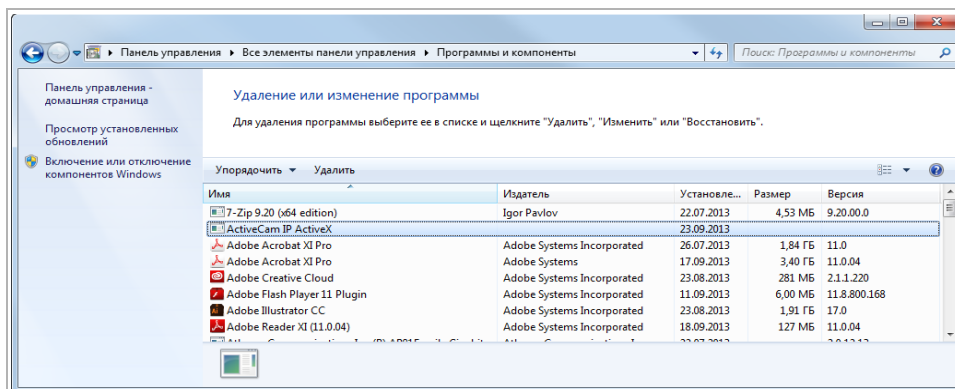 Панель управления ▸ Все элементы панели управления ▸ Программы и компоненты
Поиск: Программы и компоненты
Панель управления -
домашняя страница
Просмотр установленных
обновлений
Включение или отключение
компонентов Windows
Удаление или изменение программы
Для удаления программы выберите ее в списке и щелкните "Удалить", "Изменить" или "Восстановить".
Упорядочить Удалить
Имя Издатель Установле... Размер Версия
7-Zip 9.20 (x64 edition) Igor Pavlov 22.07.2013 4,53 МБ 9.20.00.0
ActiveCam IP ActiveX 23.09.2013
Adobe Acrobat XI Pro Adobe Systems Incorporated 26.07.2013 1,84 ГБ 11.0
Adobe Acrobat XI Pro Adobe Systems 17.09.2013 3,40 ГБ 11.0.04
Adobe Creative Cloud Adobe Systems Incorporated 23.08.2013 281 МБ 2.1.1.220
Adobe Flash Player 11 Plugin Adobe Systems Incorporated 11.09.2013 6,00 МБ 11.8.800.168
Adobe Illustrator CC Adobe Systems Incorporated 23.08.2013 1,91 ГБ 17.0
Adobe Reader XI (11.0.04) Adobe Systems Incorporated 18.09.2013 127 МБ 11.0.04